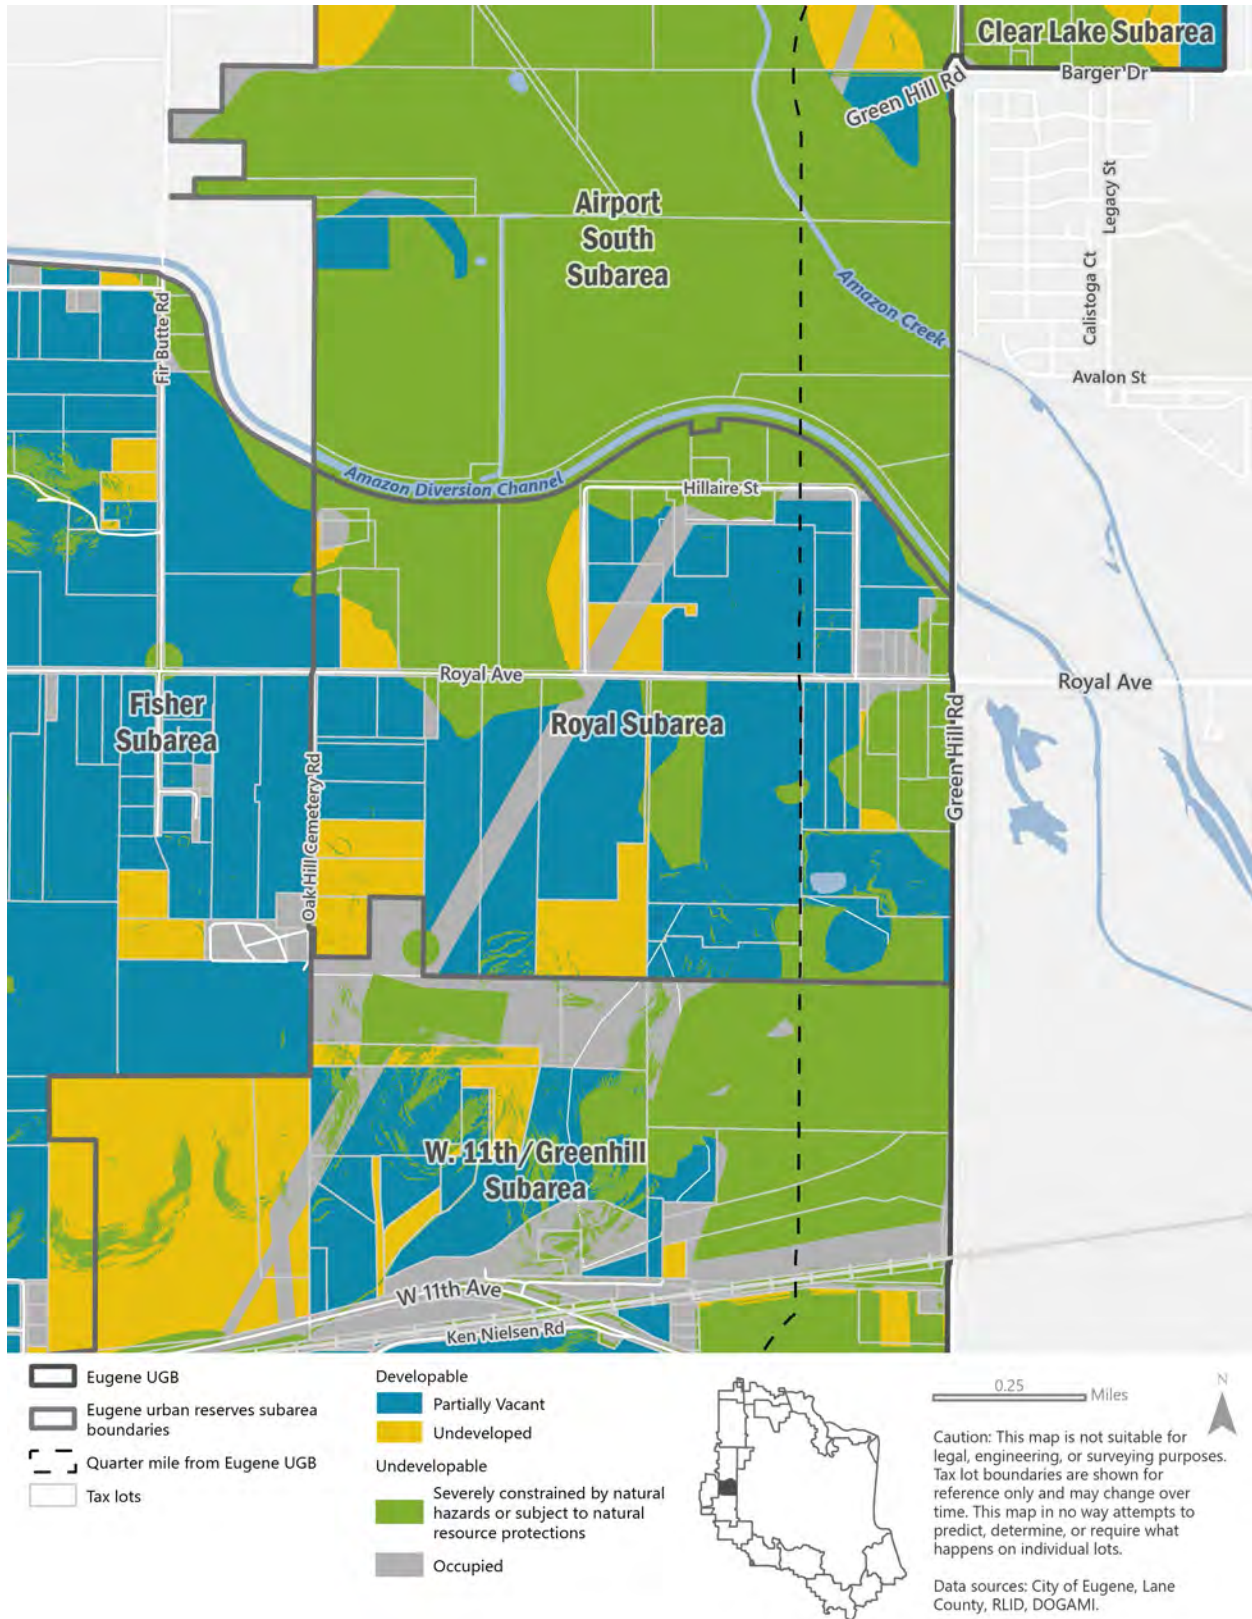 Clear Lake Subarea
Barger Dr
Green Hill Rd
Legacy St
Airport
South
Subarea
Calistoga Ct
Amazon Creek
Fir Butte Rd
Avalon St
Amazon Diversion Channel
Hillaire St
Royal Ave
Royal Ave
Fisher
Subarea
Royal Subarea
Green Hill Rd
Oak Hill Cemetery Rd
W. 11th/Greenhill
Subarea
W 11th Ave
Ken Nielsen Rd
Eugene UGB
Eugene urban reserves subarea
boundaries
Quarter mile from Eugene UGB
Tax lots
Developable
Partially Vacant
Undeveloped
Undevelopable
Severely constrained by natural
hazards or subject to natural
resource protections
Occupied
0.25
Miles
N
Caution: This map is not suitable for
legal, engineering, or surveying purposes.
Tax lot boundaries are shown for
reference only and may change over
time. This map in no way attempts to
predict, determine, or require what
happens on individual lots.
Data sources: City of Eugene, Lane
County, RLID, DOGAMI.